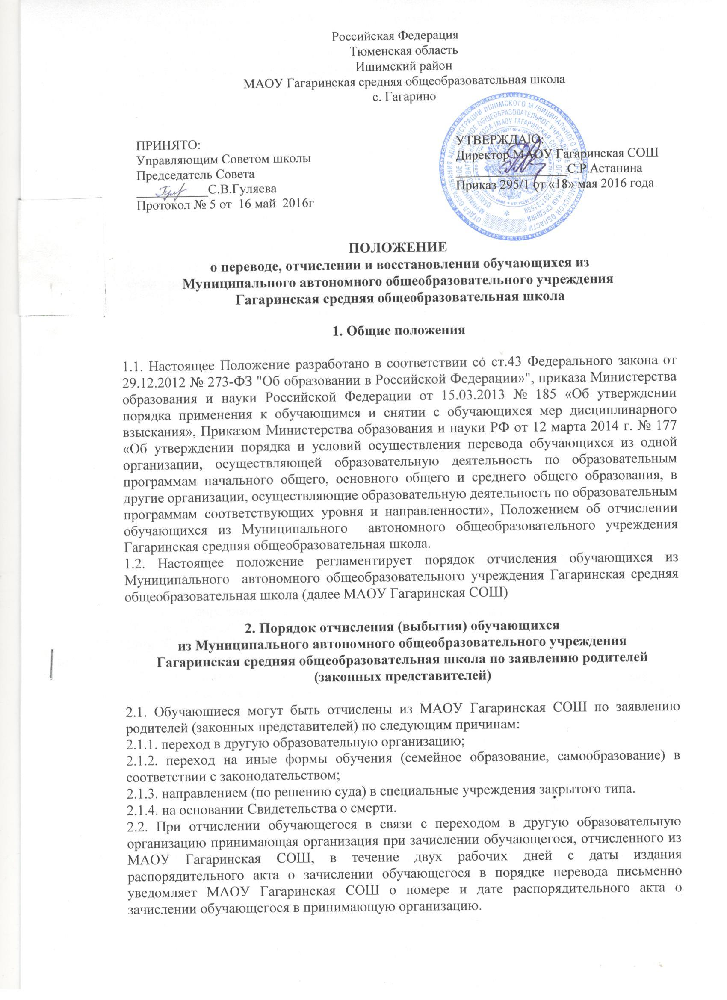 Российская Федерация
Тюменская область
Ишимский район
МАОУ Гагаринская средняя общеобразовательная школа
с. Гагарино
ПРИНЯТО:
Управляющим Советом школы
Председатель Совета
С.В.Гуляева
Протокол № 5 от 16 май 2016г
УТВЕРЖДАЮ:
Директор МАОУ Гагаринская СОШ
С.Р.Астанина
Приказ 295/1 от «18» мая 2016 года
ПОЛОЖЕНИЕ
о переводе, отчислении и восстановлении обучающихся из
Муниципального автономного общеобразовательного учреждения
Гагаринская средняя общеобразовательная школа
1. Общие положения
1.1. Настоящее Положение разработано в соответствии со ст.43 Федерального закона от
29.12.2012 № 273-ФЗ "Об образовании в Российской Федерации»", приказа Министерства
образования и науки Российской Федерации от 15.03.2013 № 185 «Об утверждении
порядка применения к обучающимся и снятии с обучающихся мер дисциплинарного
взыскания», Приказом Министерства образования и науки РФ от 12 марта 2014 г. № 177
«Об утверждении порядка и условий осуществления перевода обучающихся из одной
организации, осуществляющей образовательную деятельность по образовательным
программам начального общего, основного общего и среднего общего образования, в
другие организации, осуществляющие образовательную деятельность по образовательным
программам соответствующих уровня и направленности», Положением об отчислении
обучающихся из Муниципального автономного общеобразовательного учреждения
Гагаринская средняя общеобразовательная школа.
1.2. Настоящее положение регламентирует порядок отчисления обучающихся из
Муниципального автономного общеобразовательного учреждения Гагаринская средняя
общеобразовательная школа (далее МАОУ Гагаринская СОШ)
2. Порядок отчисления (выбытия) обучающихся
из Муниципального автономного общеобразовательного учреждения
Гагаринская средняя общеобразовательная школа по заявлению родителей
(законных представителей)
2.1. Обучающиеся могут быть отчислены из МАОУ Гагаринская СОШ по заявлению
родителей (законных представителей) по следующим причинам:
2.1.1. переход в другую образовательную организацию;
2.1.2. переход на иные формы обучения (семейное образование, самообразование) в
соответствии с законодательством;
2.1.3. направлением (по решению суда) в специальные учреждения закрытого типа.
2.1.4. на основании Свидетельства о смерти.
2.2. При отчислении обучающегося в связи с переходом в другую образовательную
организацию принимающая организация при зачислении обучающегося, отчисленного из
МАОУ Гагаринская СОШ, в течение двух рабочих дней с даты издания
распорядительного акта о зачислении обучающегося в порядке перевода письменно
уведомляет МАОУ Гагаринская СОШ о номере и дате распорядительного акта о
зачислении обучающегося в принимающую организацию.